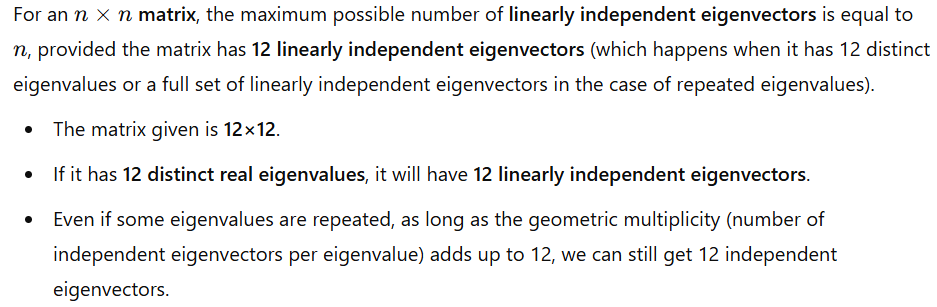 For an n × n matrix, the maximum possible number of linearly independent eigenvectors is equal to
n, provided the matrix has 12 linearly independent eigenvectors (which happens when it has 12 distinct
eigenvalues or a full set of linearly independent eigenvectors in the case of repeated eigenvalues).
• The matrix given is 12×12.
• If it has 12 distinct real eigenvalues, it will have 12 linearly independent eigenvectors.
• Even if some eigenvalues are repeated, as long as the geometric multiplicity (number of
independent eigenvectors per eigenvalue) adds up to 12, we can still get 12 independent
eigenvectors.